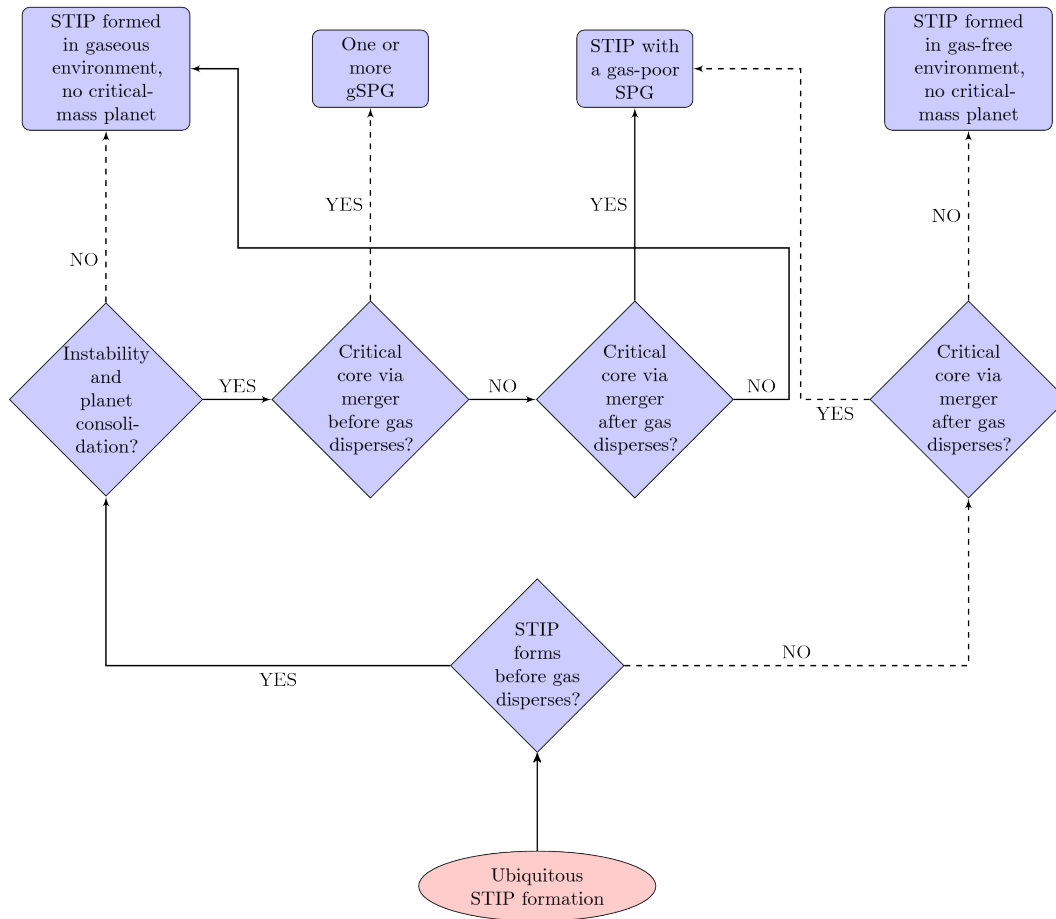 STIP formed
in gaseous
environment,
no critical-
mass planet
One or
more
gSPG
STIP with
a gas-poor
SPG
STIP formed
in gas-free
environment,
no critical-
mass planet
NO
YES
YES
NO
Instability
and
planet
consoli-
dation?
YES
Critical
core via
merger
before gas
disperses?
NO
Critical
core via
merger
after gas
disperses?
NO
YES
Critical
core via
merger
after gas
disperses?
STIP
forms
before gas
disperses?
YES
NO
Ubiquitous
STIP formation